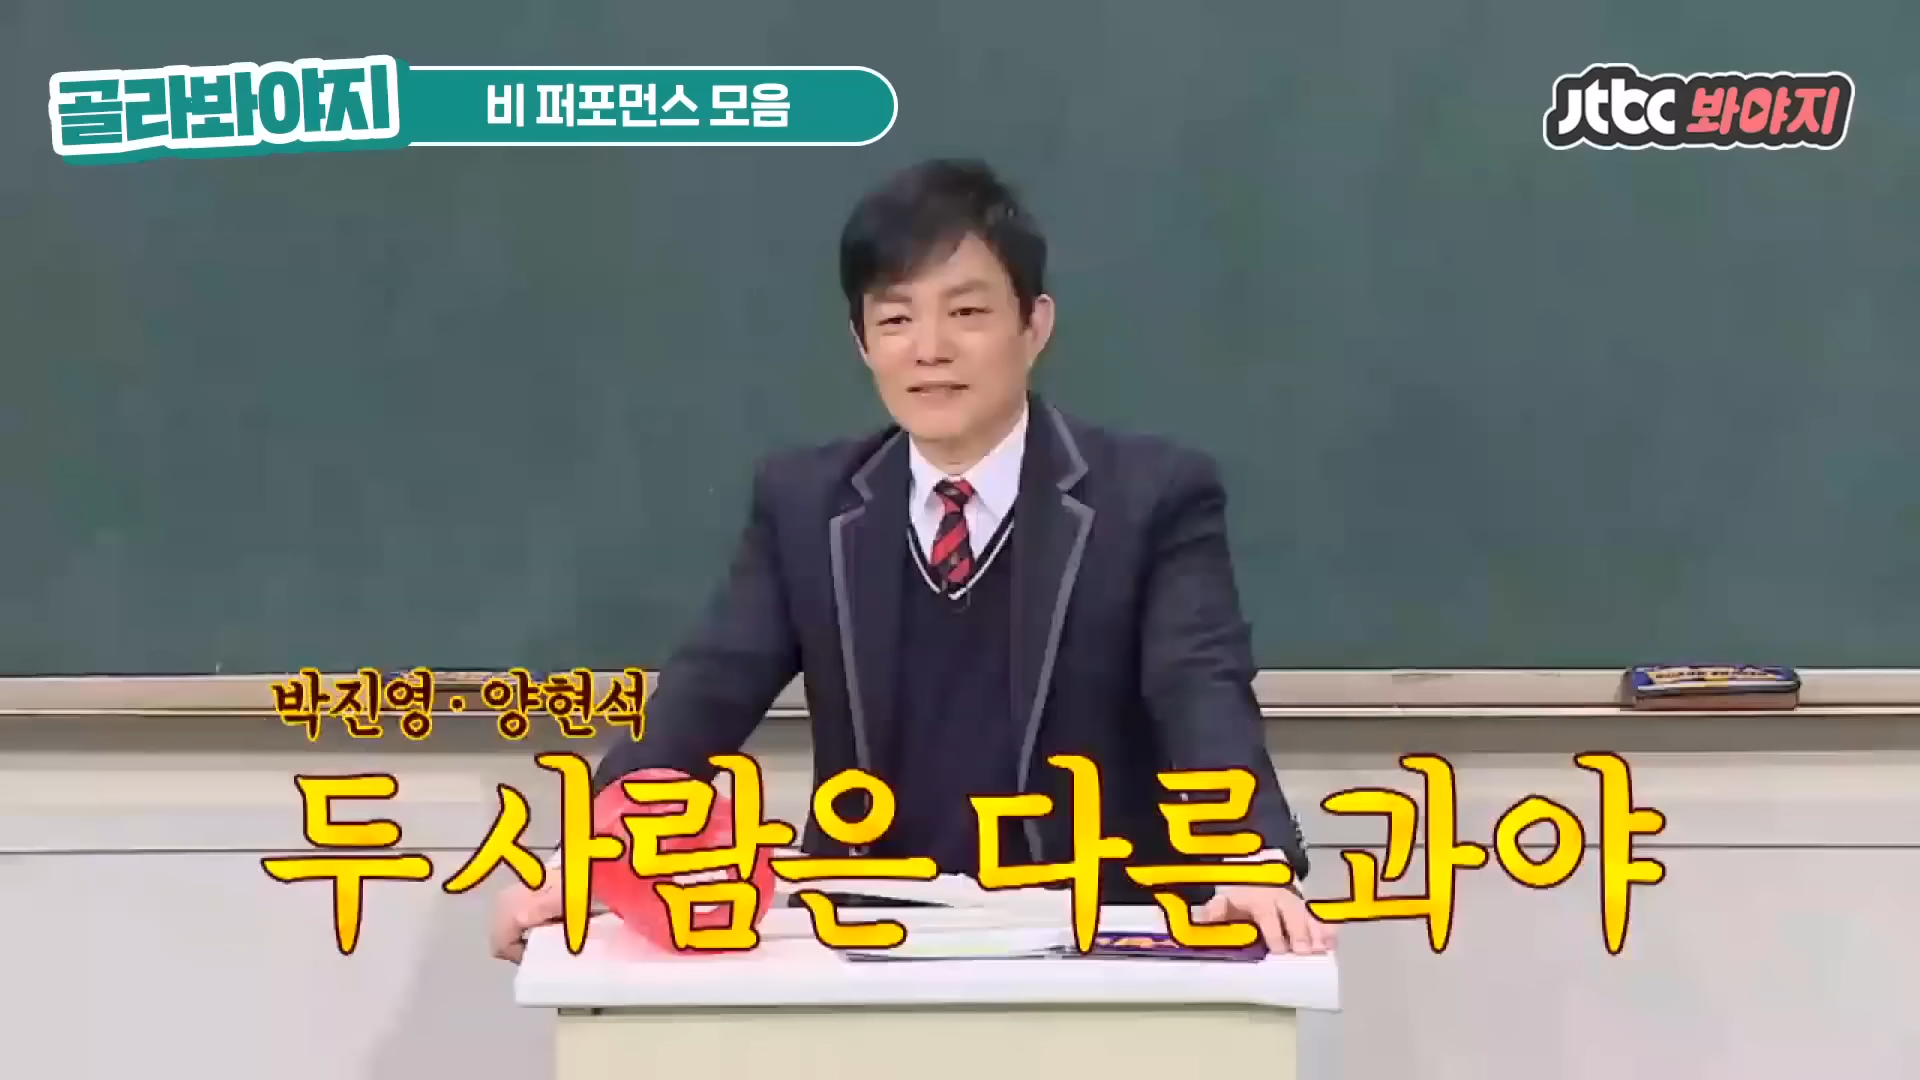 골라봐야지
비 퍼포먼스 모음
Jtbc 봐야지
박진영·양현석
두 사람은 다른 과야